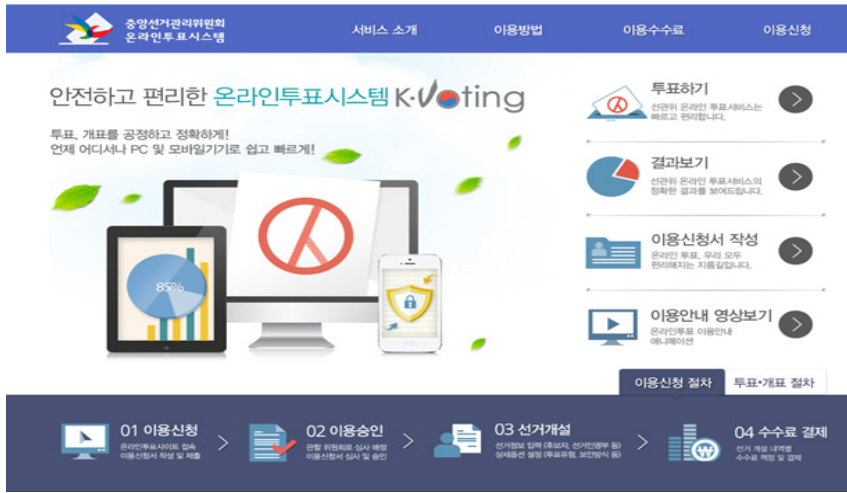 중앙선거관리위원회
온라인투표시스템
서비스 소개
이용방법
이용수수료
이용신청
안전하고 편리한 온라인투표시스템 K-Voting
투표, 개표를 공정하고 정확하게!
언제 어디서나 PC 및 모바일기기로 쉽고 빠르게!
85%
투표하기
선관위 온라인 투표서비스는
빠르고 편리합니다.
결과보기
선관위 온라인 투표서비스의
정확한 결과를 보여드립니다.
이용신청서 작성
온라인 투표, 우리 모두
편리해지는 지름길입니다.
이용안내 영상보기
온라인투표 이용안내
애니메이션
이용신청 절차
투표•개표 절차
01 이용신청
온라인투표사이트 접속
이용신청서 작성 및 제출
02 이용승인
관할 위원회로 심사 배정
이용신청서 심사 및 승인
03 선거개설
선거정보 입력 (후보자, 선거인명부 등)
상세옵션 설정 (투표유형, 보안방식 등)
04 수수료 결제
선거 개설 내역별
수수료 책정 및 결제